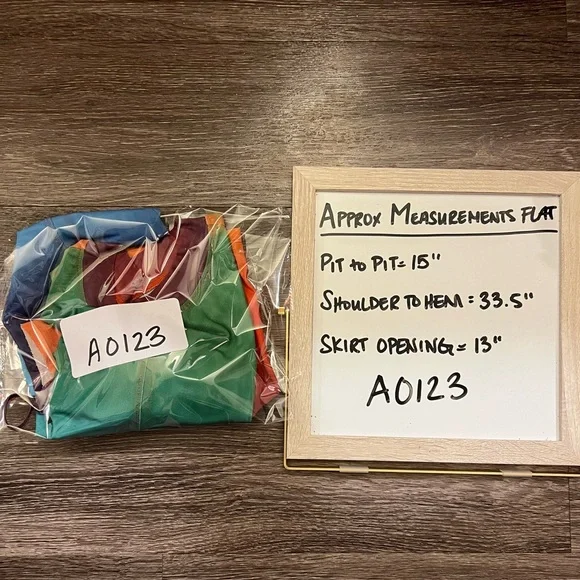 A0123
APPROX MEASUREMENTS FLAT
PIT to PIT= 15"
SHOULDER TO HEM = 33.5"
SKIRT OPENING = 13"
A0123